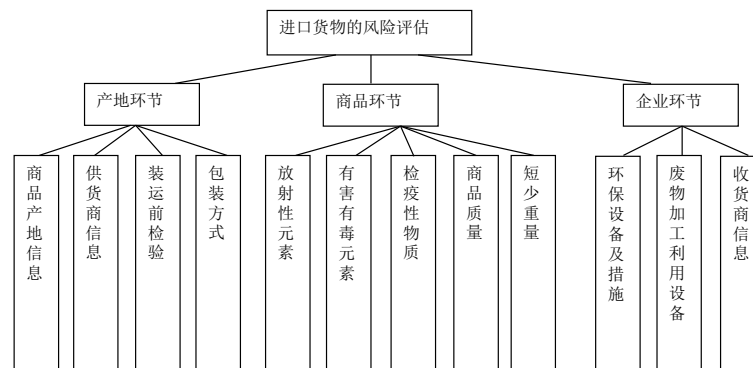 进口货物的风险评估
产地环节
商品环节
企业环节
商品产地信息
供货商信息
装运前检验
包装方式
放射性元素
有害有毒元素
检疫性物质
商品质量
短少重量
环保设备及措施
废物加工利用设备
收货商信息